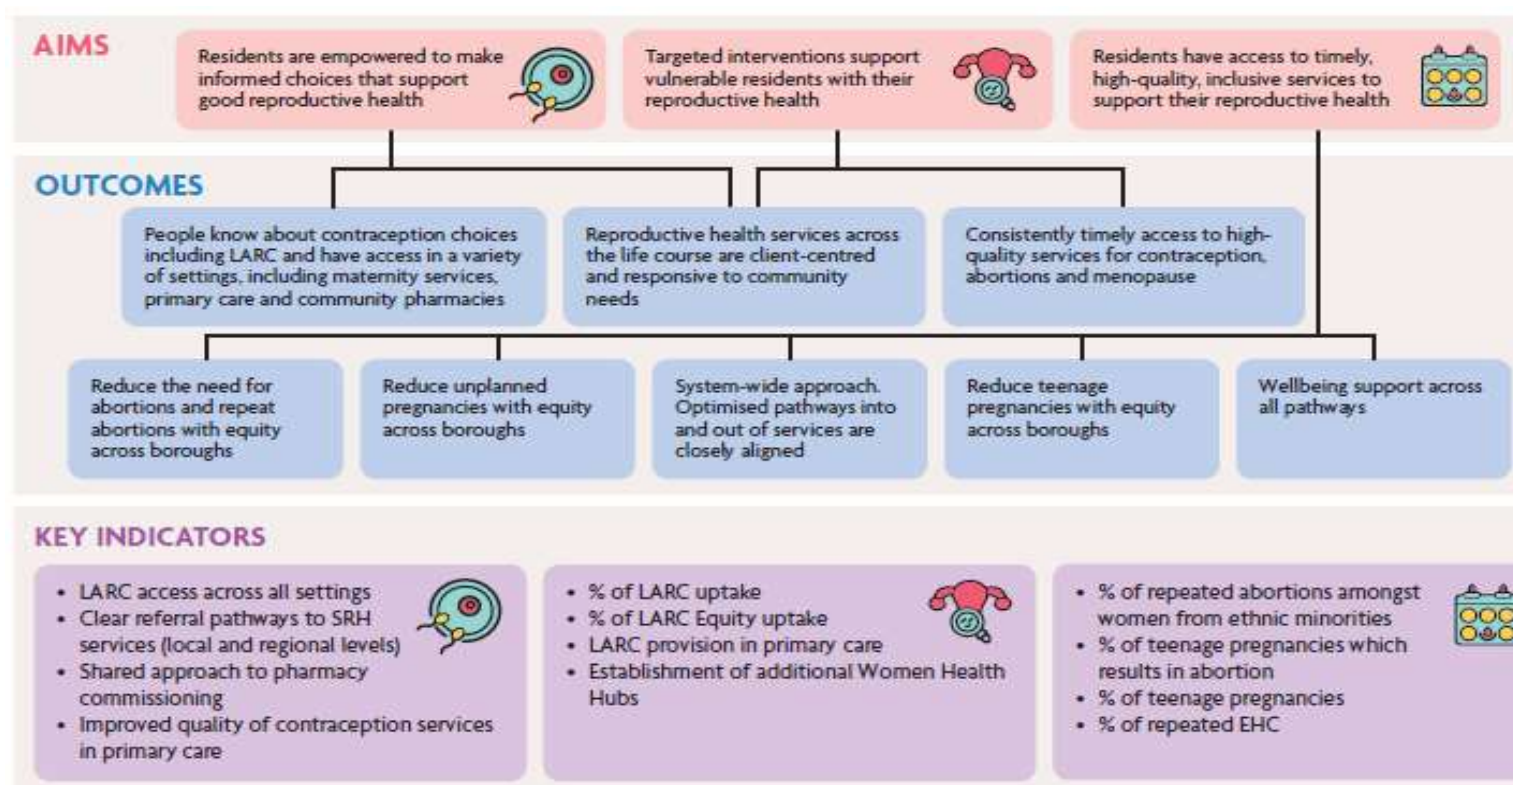 AIMS
Residents are empowered to make
informed choices that support
good reproductive health
Targeted interventions support
vulnerable residents with their
reproductive health
Residents have access to timely,
high-quality, inclusive services to
support their reproductive health
OUTCOMES
People know about contraception choices
including LARC and have access in a variety
of settings, including maternity services,
primary care and community pharmacies
Reproductive health services across
the life course are client-centred
and responsive to community
needs
Consistently timely access to high-
quality services for contraception,
abortions and menopause
Reduce the need for
abortions and repeat
abortions with equity
across boroughs
Reduce unplanned
pregnancies with equity
across boroughs
System-wide approach.
Optimised pathways into
and out of services are
closely aligned
Reduce teenage
pregnancies with equity
across boroughs
Wellbeing support across
all pathways
KEY INDICATORS
• LARC access across all settings
• Clear referral pathways to SRH
services (local and regional levels)
• Shared approach to pharmacy
commissioning
• Improved quality of contraception services
in primary care
• % of LARC uptake
• % of LARC Equity uptake
• LARC provision in primary care
• Establishment of additional Women Health
Hubs
• % of repeated abortions amongst
women from ethnic minorities
• % of teenage pregnancies which
results in abortion
• % of teenage pregnancies
• % of repeated EHC